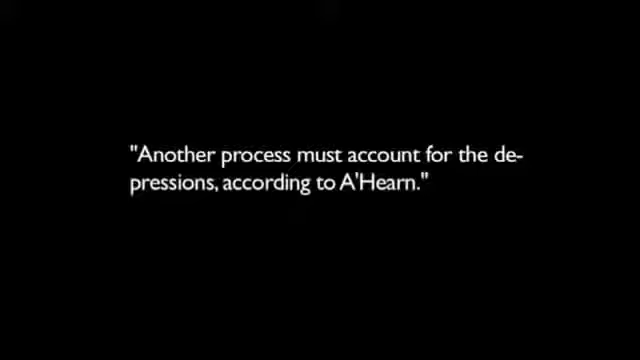 "Another process must account for the de-
pressions, according to A'Hearn."